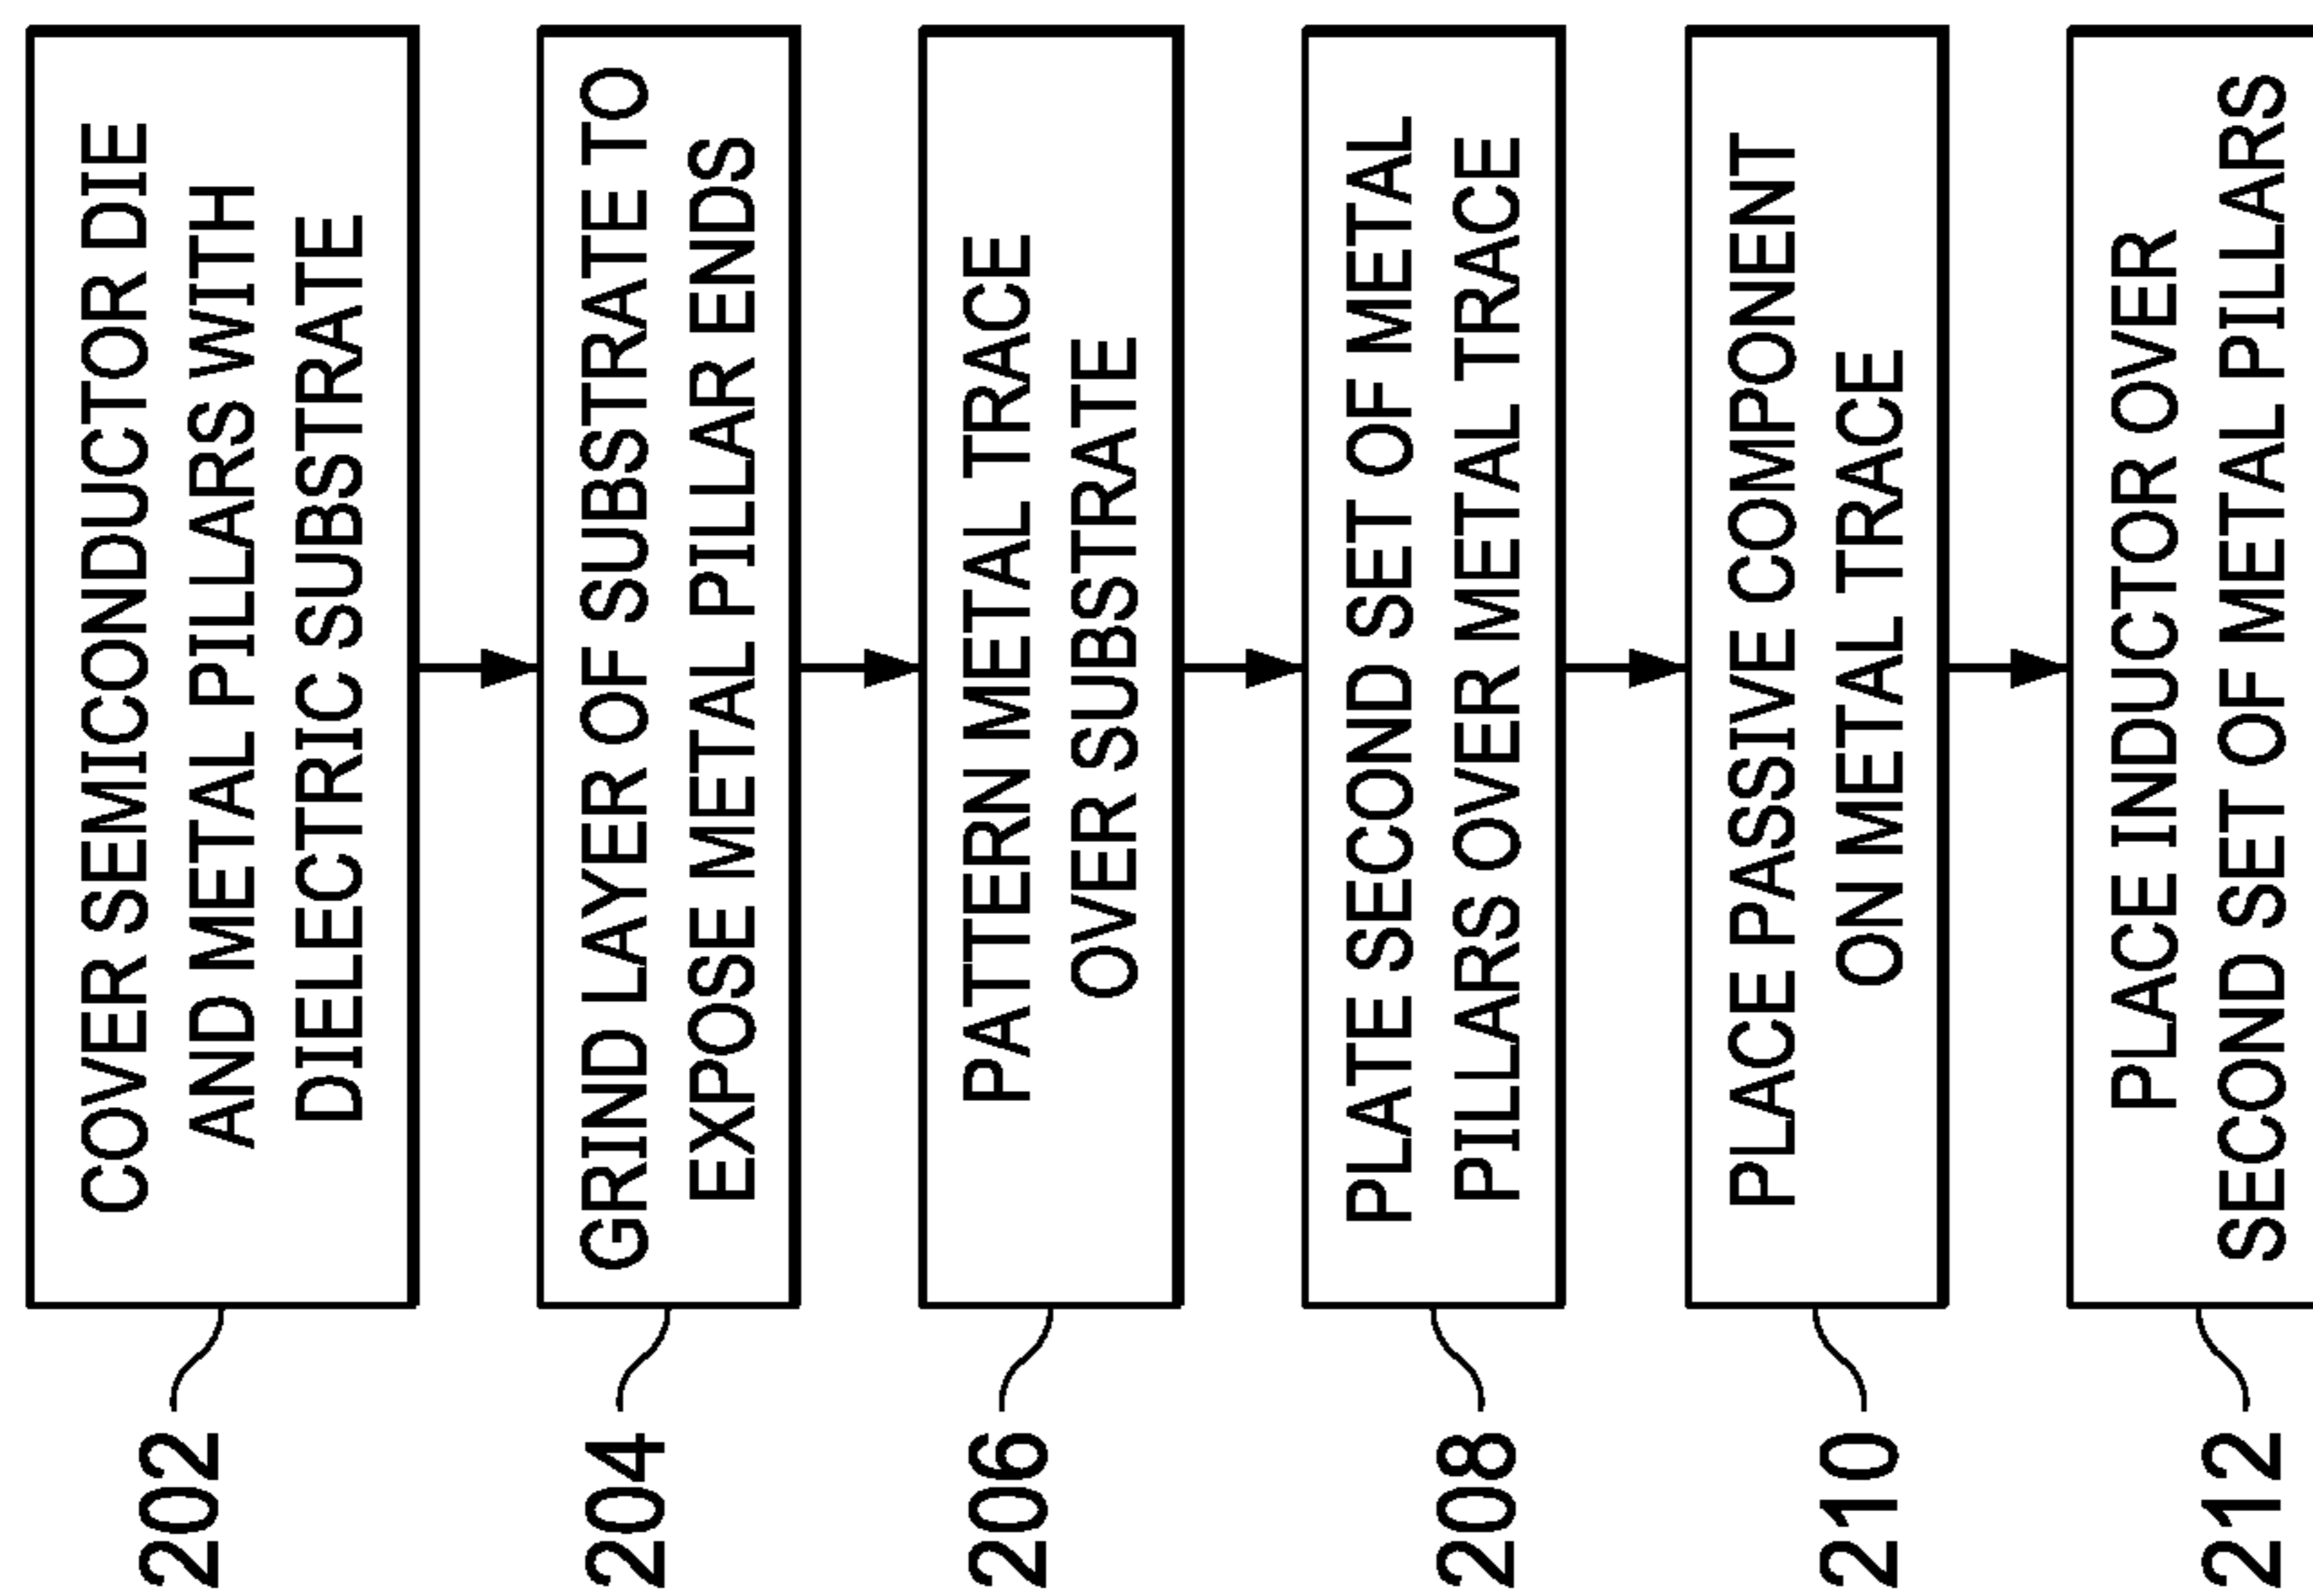 202
COVER SEMICONDUCTOR DIE
AND METAL PILLARS WITH
DIELECTRIC SUBSTRATE
204
GRIND LAYER OF SUBSTRATE TO
EXPOSE METAL PILLAR ENDS
206
PATTERN METAL TRACE
OVER SUBSTRATE
208
PLATE SECOND SET OF METAL
PILLARS OVER METAL TRACE
210
PLACE PASSIVE COMPONENT
ON METAL TRACE
212
PLACE INDUCTOR OVER
SECOND SET OF METAL PILLARS